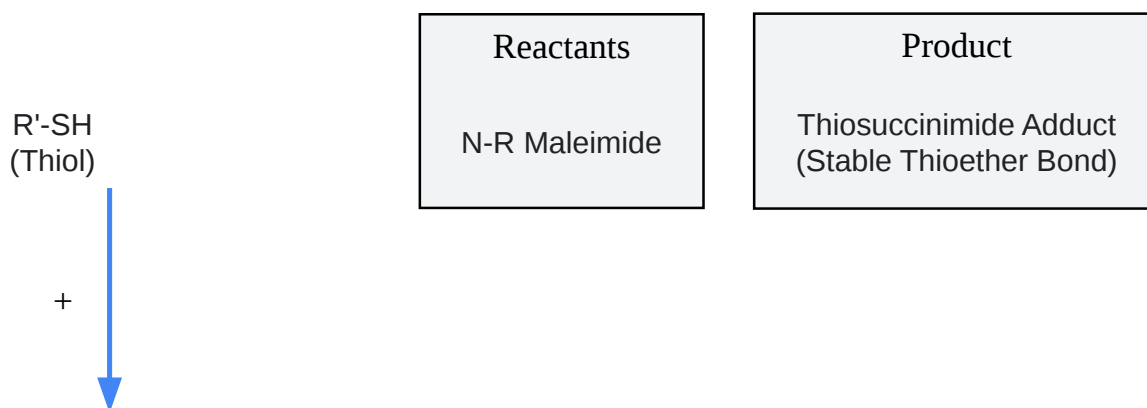 Reactants
Product
R'-SH
(Thiol)
N-R Maleimide
Thiosuccinimide Adduct
(Stable Thioether Bond)
+